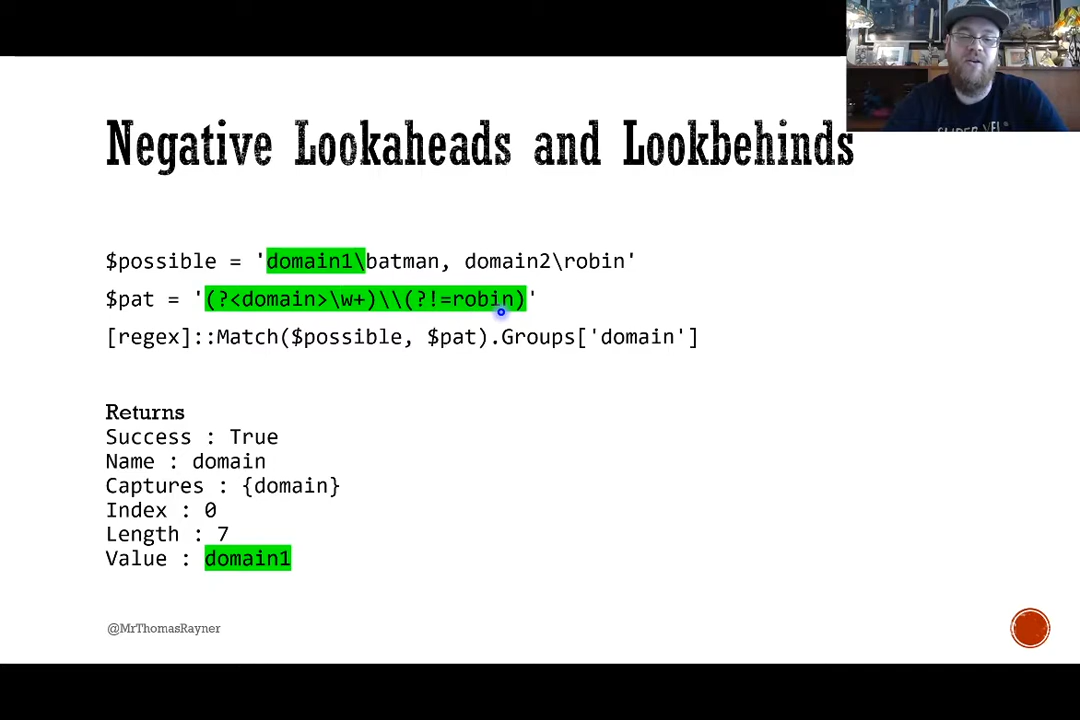 Negative Lookaheads and Lookbehinds
$possible = 'domain1\batman, domain2\robin'
$pat = '(?<domain>\w+)\\(?!=robin)'
[regex]::Match($possible, $pat).Groups['domain']
Returns
Success : True
Name : domain
Captures : {domain}
Index : 0
Length : 7
Value : domain1
@MrThomasRayner